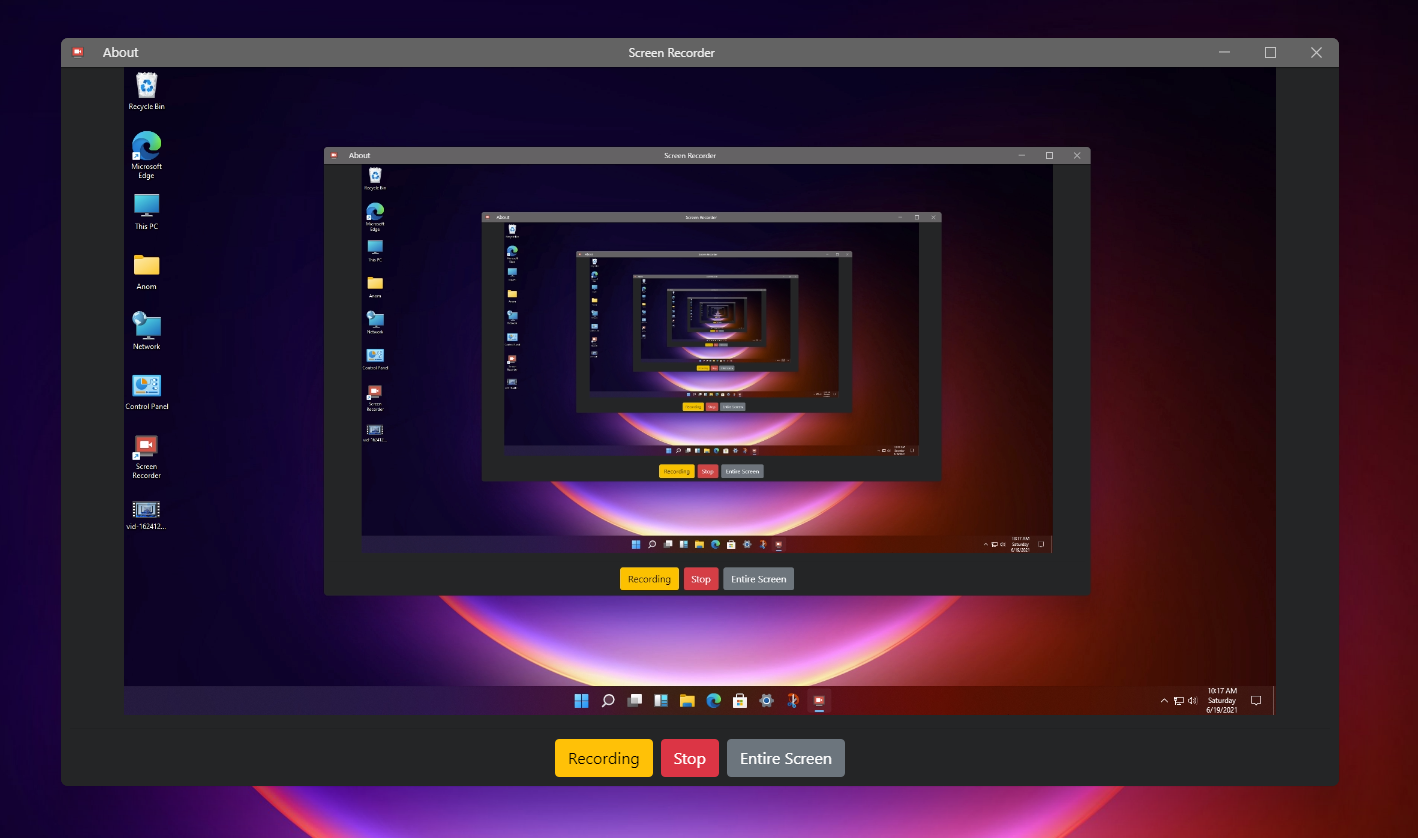 About
Screen Recorder
Recycle Bin
Microsoft
Edge
This PC
Anom
Network
Control Panel
Screen
Recorder
vid-162412...
About
Screen Recorder
Recycle Bin
Microsoft
Edge
This PC
Anom
Network
Control Panel
Screen
Recorder
vid-162412...
About
Screen Recorder
Recording
Stop
Entire Screen
10:17 AM
Saturday
6/19/2021
Recording
Stop
Entire Screen
10:17 AM
Saturday
6/19/2021
Recording
Stop
Entire Screen